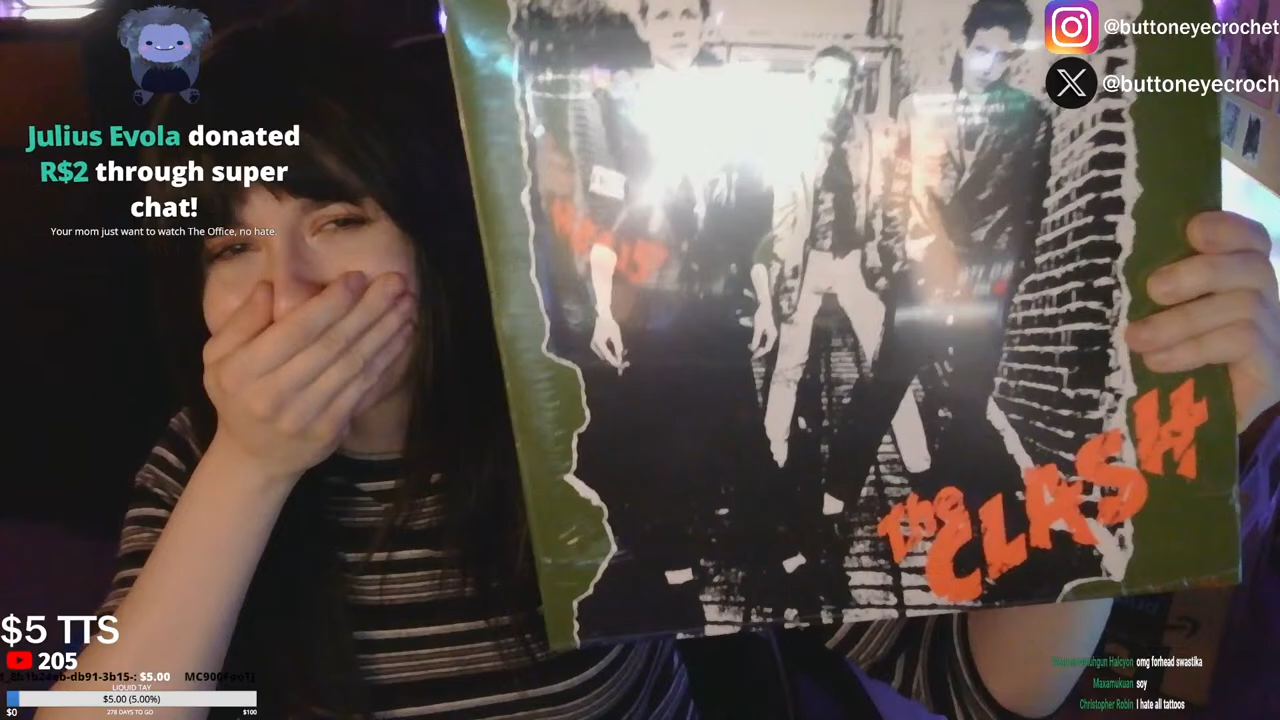 @buttoneyecrochet
@buttoneyecroch
Julius Evola donated
R$2 through super
chat!
Your mom just want to watch The Office, no hate.
The
CLASH
$5 TTS
205
$5.00
LIQUID TAY
$5.00 (5.00%)
$0
278 DAYS TO GO
$100
Halcyon omg forhead swastika
Maxamukuan soy
Christopher Robin I hate all tattoos